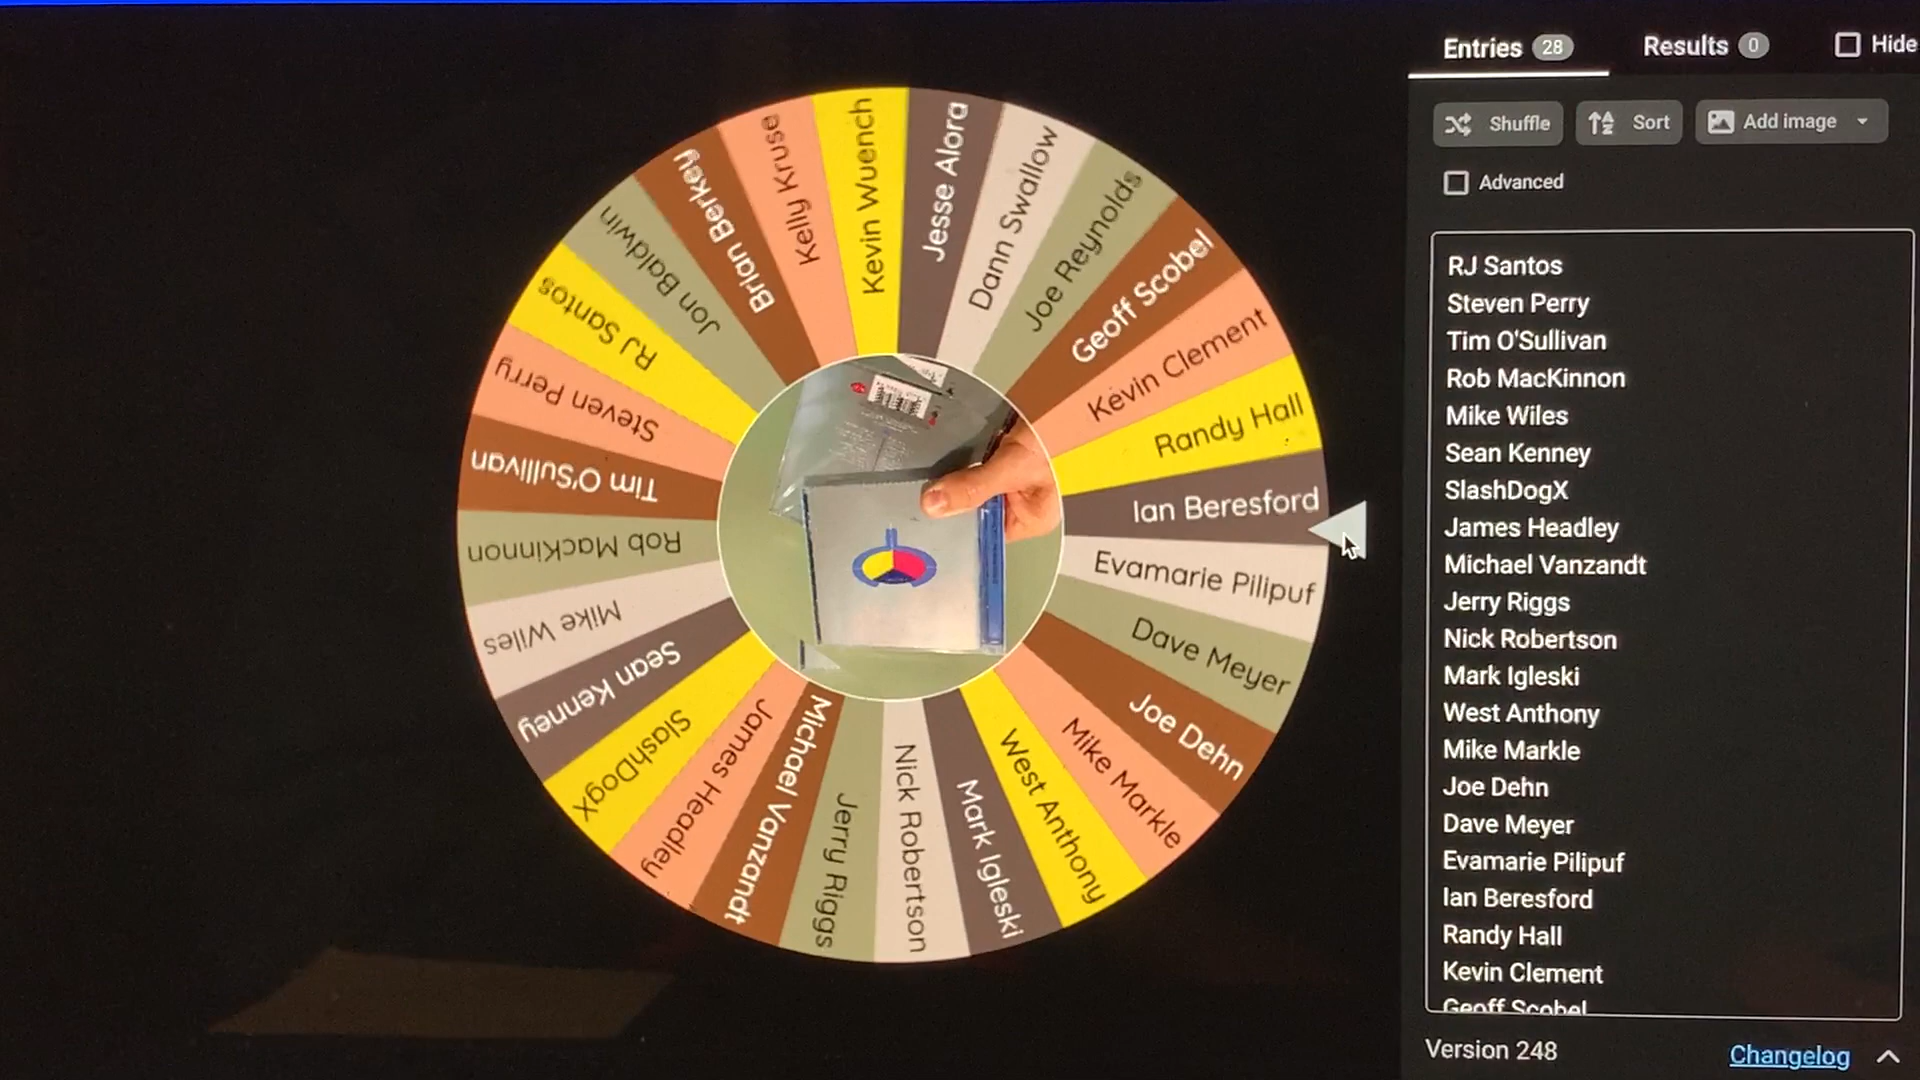 Entries 28
Results 0
Hide
Shuffle
Sort
Add image
Advanced
RJ Santos
Steven Perry
Tim O'Sullivan
Rob MacKinnon
Mike Wiles
Sean Kenney
SlashDogX
James Headley
Michael Vanzandt
Jerry Riggs
Nick Robertson
Mark Igleski
West Anthony
Mike Markle
Joe Dehn
Dave Meyer
Evamarie Pilipuf
Ian Beresford
Randy Hall
Kevin Clement
Geoff Scobel
Version 248
Changelog
Kevin Wuench
Jesse Alora
Dann Swallow
Joe Reynolds
Geoff Scobel
Kevin Clement
Randy Hall
Ian Beresford
Evamarie Pilipuf
Dave Meyer
Joe Dehn
Mike Markle
West Anthony
Mark Igleski
Nick Robertson
Jerry Riggs
Michael Vanzandt
James Headley
SlashDogX
Sean Kenney
Mike Wiles
Rob MacKinnon
Tim O'Sullivan
Steven Perry
RJ Santos
Jon Baldwin
Brian Berkey
Kelly Kruse